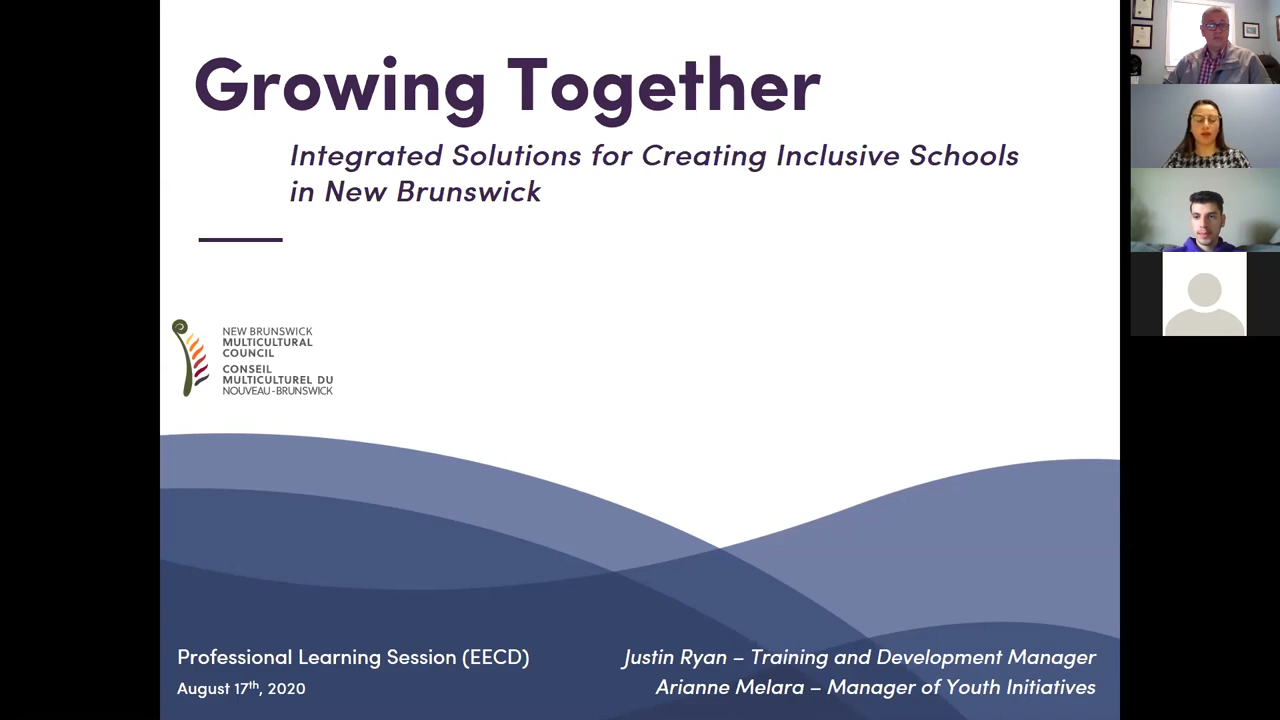 Growing Together
Integrated Solutions for Creating Inclusive Schools
in New Brunswick
NEW BRUNSWICK
MULTICULTURAL
COUNCIL
CONSEIL
MULTICULTUREL DU
NOUVEAU-BRUNSWICK
Professional Learning Session (EECD)
August 17th, 2020
Justin Ryan – Training and Development Manager
Arianne Melara – Manager of Youth Initiatives